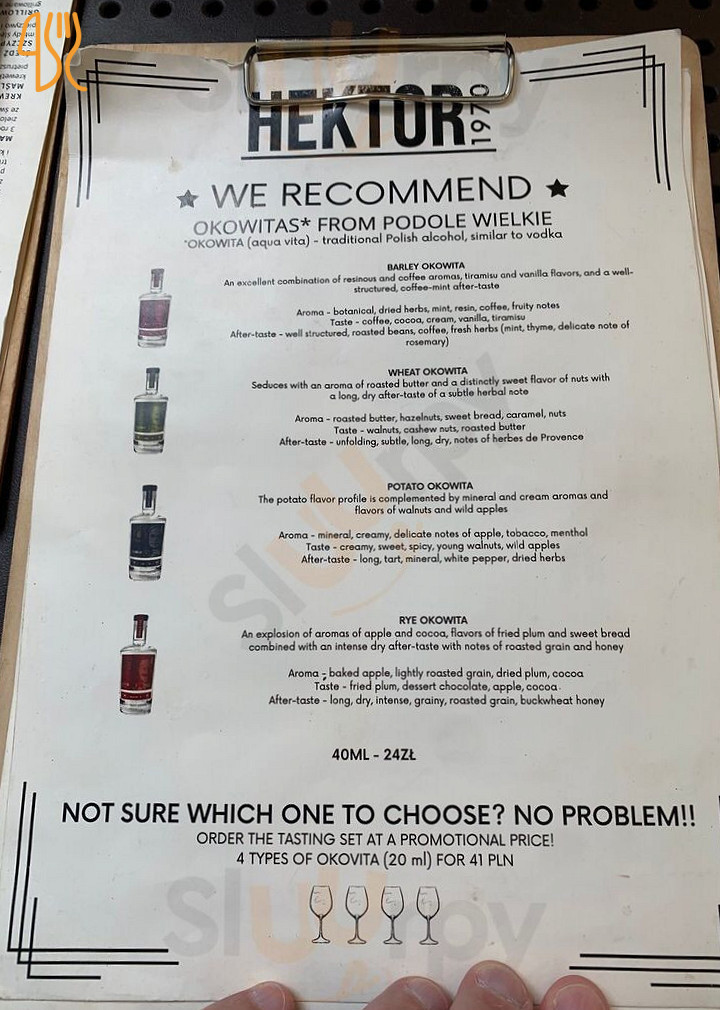 HEKTOR
1970
WE RECOMMEND
OKOWITAS* FROM PODOLE WIELKIE
*OKOWITA (aqua vita) - traditional Polish alcohol, similar to vodka
BARLEY OKOWITA
An excellent combination of resinous and coffee aromas, tiramisu and vanilla flavors, and a well-
structured, coffee-mint after-taste
Aroma - botanical, dried herbs, mint, resin, coffee, fruity notes
Taste - coffee, cocoa, cream, vanilla, tiramisu
After-taste - well structured, roasted beans, coffee, fresh herbs (mint, thyme, delicate note of
rosemary)
WHEAT OKOWITA
Seduces with an aroma of roasted butter and a distinctly sweet flavor of nuts with
a long, dry after-taste of a subtle herbal note
Aroma - roasted butter, hazelnuts, sweet bread, caramel, nuts
Taste - walnuts, cashew nuts, roasted butter
After-taste - unfolding, subtle, long, dry, notes of herbes de Provence
POTATO OKOWITA
The potato flavor profile is complemented by mineral and cream aromas and
flavors of walnuts and wild apples
Aroma - mineral, creamy, delicate notes of apple, tobacco, menthol
Taste - creamy, sweet, spicy, young walnuts, wild apples
After-taste - long, tart, mineral, white pepper, dried herbs
RYE OKOWITA
An explosion of aromas of apple and cocoa, flavors of fried plum and sweet bread
combined with an intense dry after-taste with notes of roasted grain and honey
Aroma - baked apple, lightly roasted grain, dried plum, cocoa
Taste - fried plum, dessert chocolate, apple, cocoa
After-taste - long, dry, intense, grainy, roasted grain, buckwheat honey
40ML - 24ZŁ
NOT SURE WHICH ONE TO CHOOSE? NO PROBLEM!!
ORDER THE TASTING SET AT A PROMOTIONAL PRICE!
4 TYPES OF OKOVITA (20 ml) FOR 41 PLN
sluurpy
sluurpy